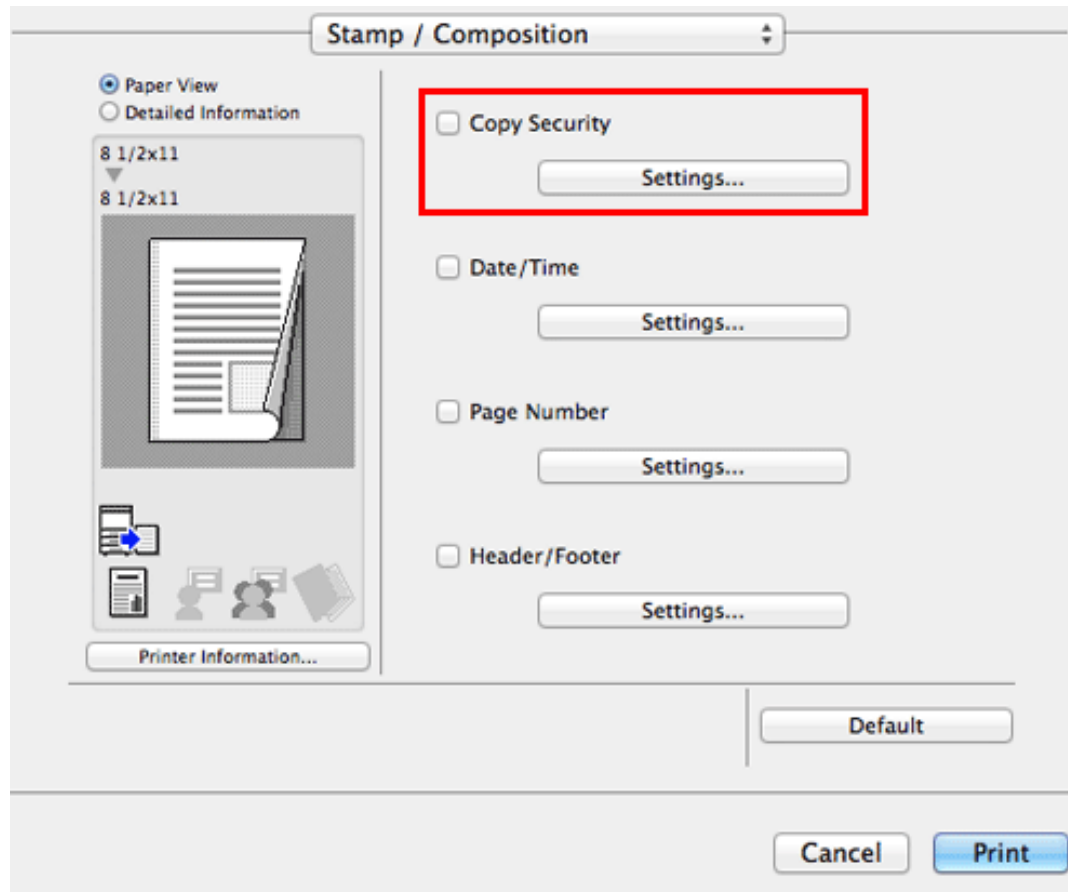 Stamp / Composition
Paper View
Detailed Information
8 1/2x11
8 1/2x11
Printer Information...
Copy Security
Settings...
Date/Time
Settings...
Page Number
Settings...
Header/Footer
Settings...
Default
Cancel
Print